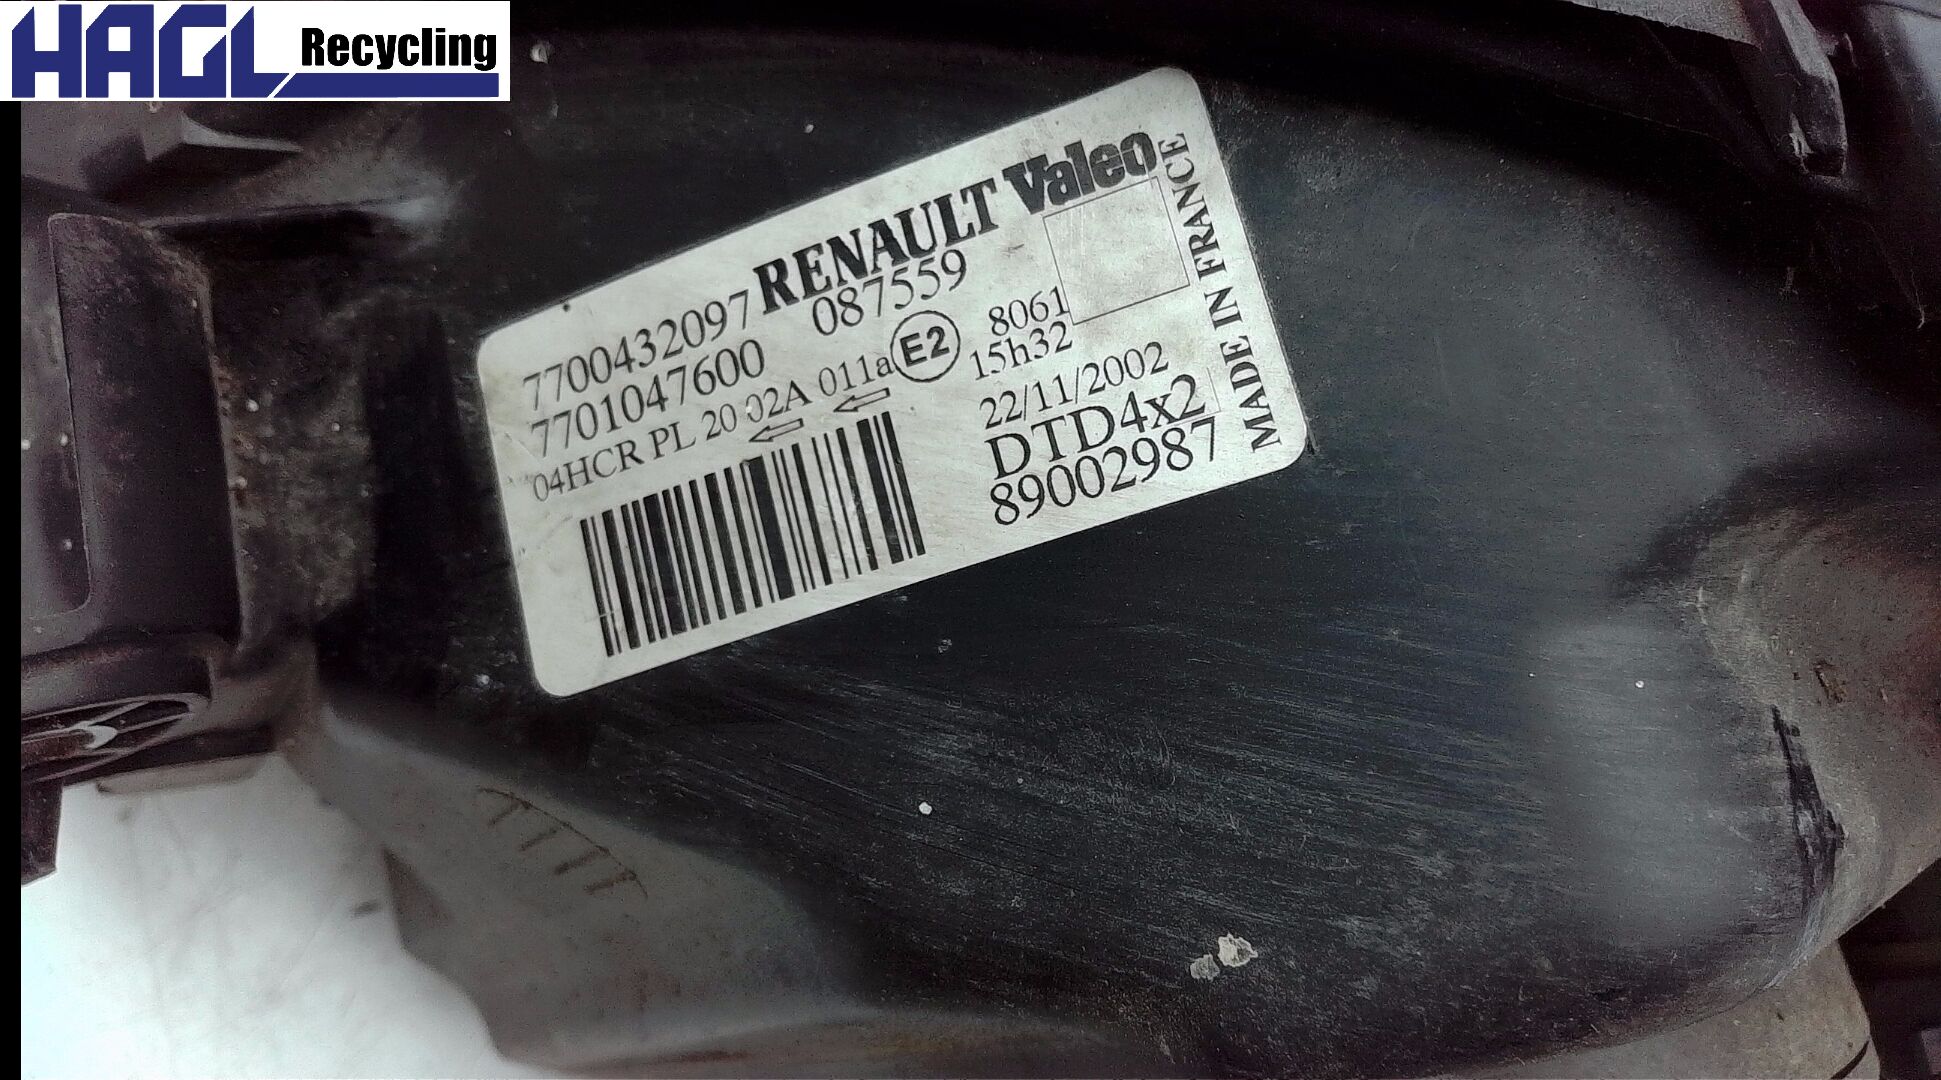 HAGL Recycling
7700432097 RENAULT Valeo
7701047600 087559
04HCR PL 20 02A 011a E2 8061
15h32
22/11/2002
DTD4x2
89002987
MADE IN FRANCE